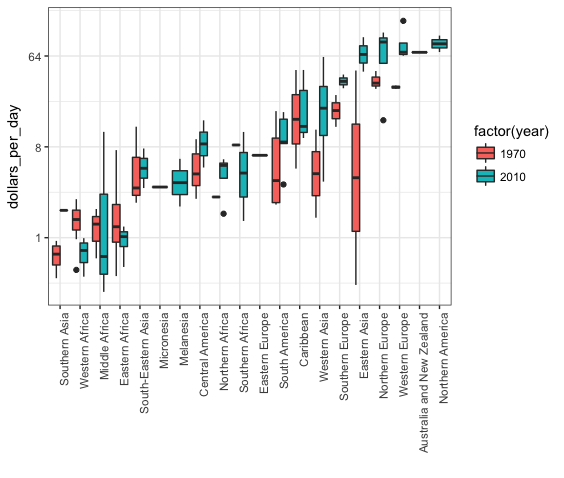 dollars_per_day
64
8
1
Southern Asia
Western Africa
Middle Africa
Eastern Africa
South-Eastern Asia
Micronesia
Melanesia
Central America
Northern Africa
Southern Africa
Eastern Europe
South America
Caribbean
Western Asia
Southern Europe
Eastern Asia
Northern Europe
Western Europe
Australia and New Zealand
Northern America
factor(year)
1970
2010